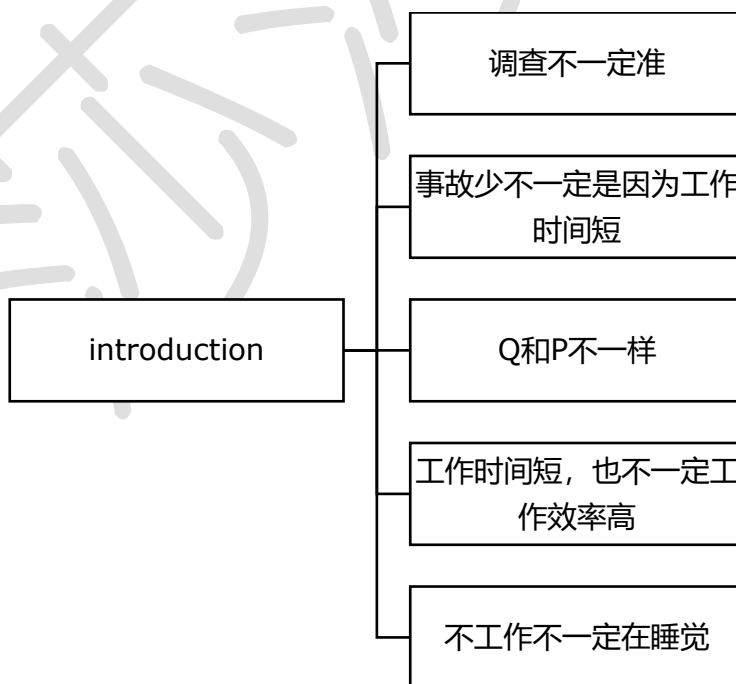 调查不一定准
事故少不一定是因为工作
时间短
introduction
Q和P不一样
工作时间短，也不一定工
作效率高
不工作不一定在睡觉